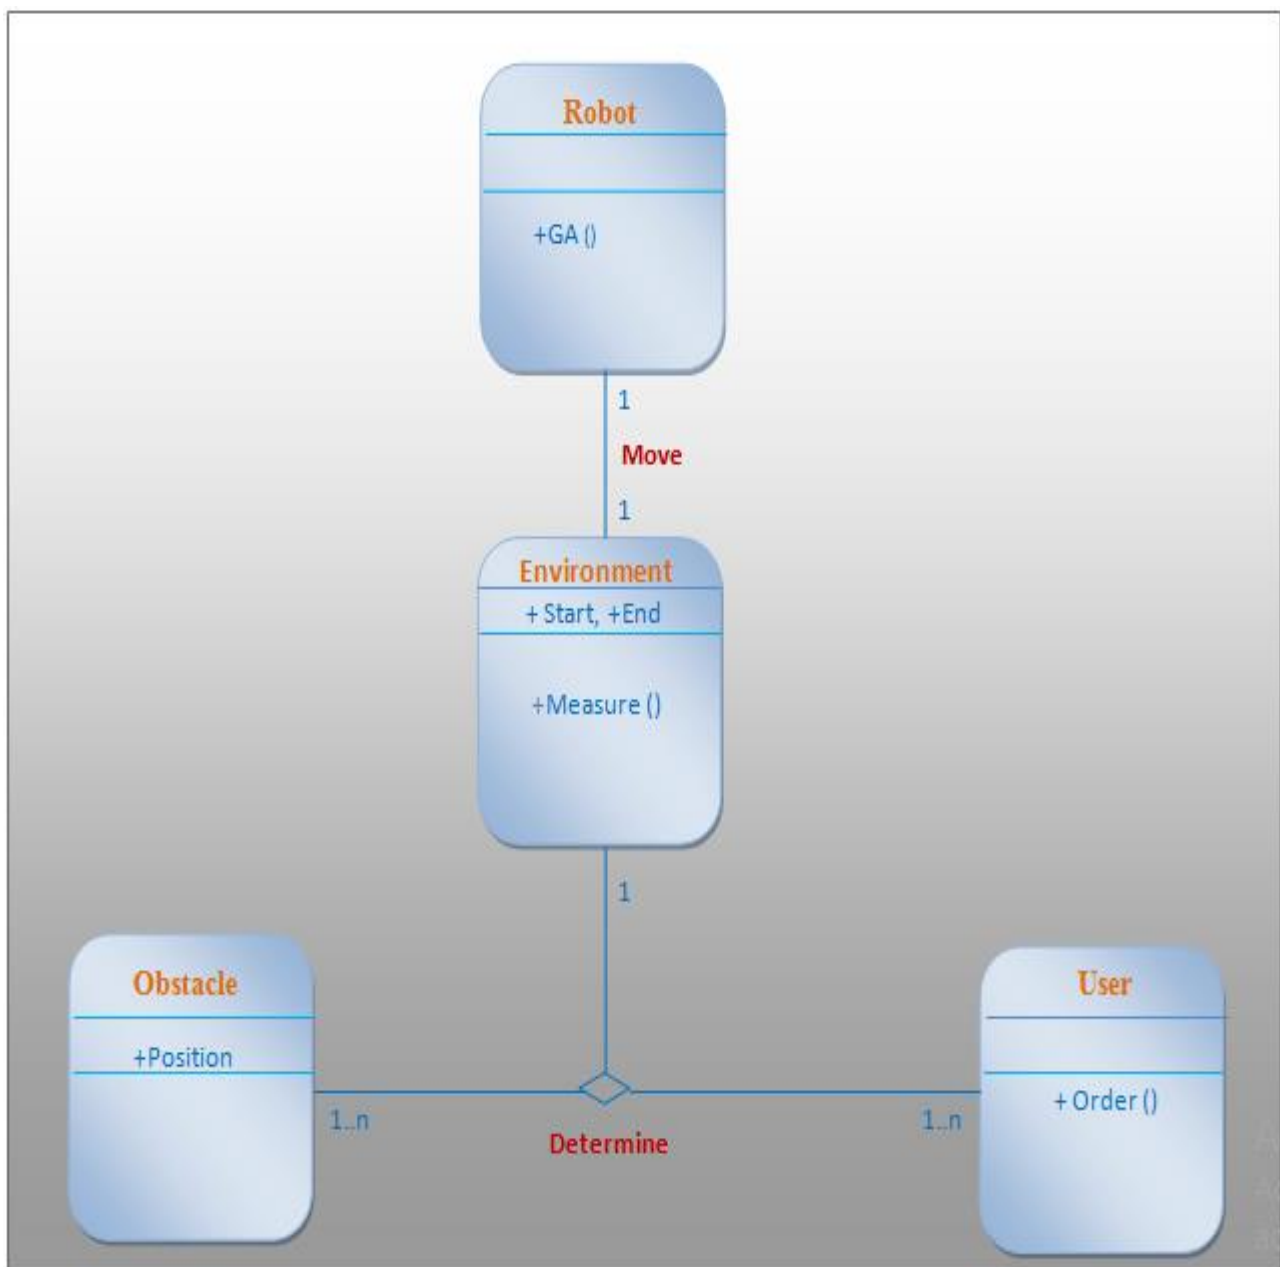 Robot
+GA ()
1
Move
1
Environment
+ Start, +End
+Measure ()
1
Obstacle
+Position
User
+ Order ()
1..n
1..n
Determine